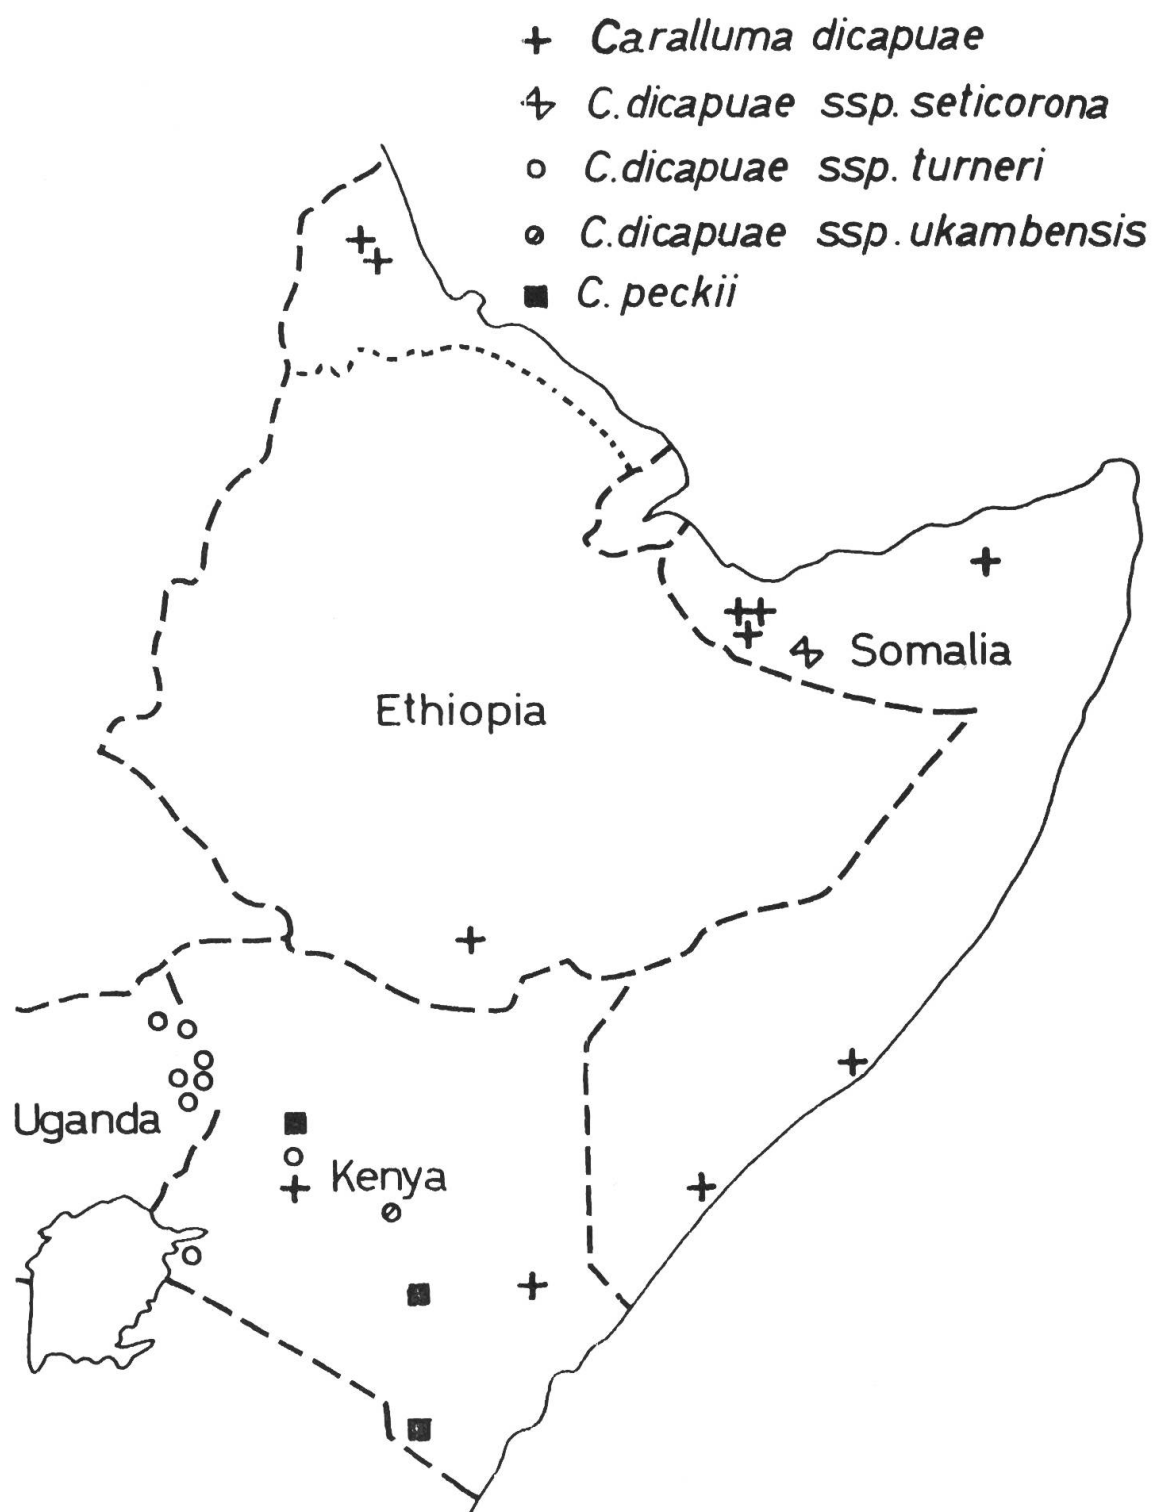 Caralluma dicapuae
C. dicapuae ssp. seticorona
C. dicapuae ssp. turneri
C. dicapuae ssp. ukambensis
C. peckii
Somalia
Ethiopia
Uganda
Kenya